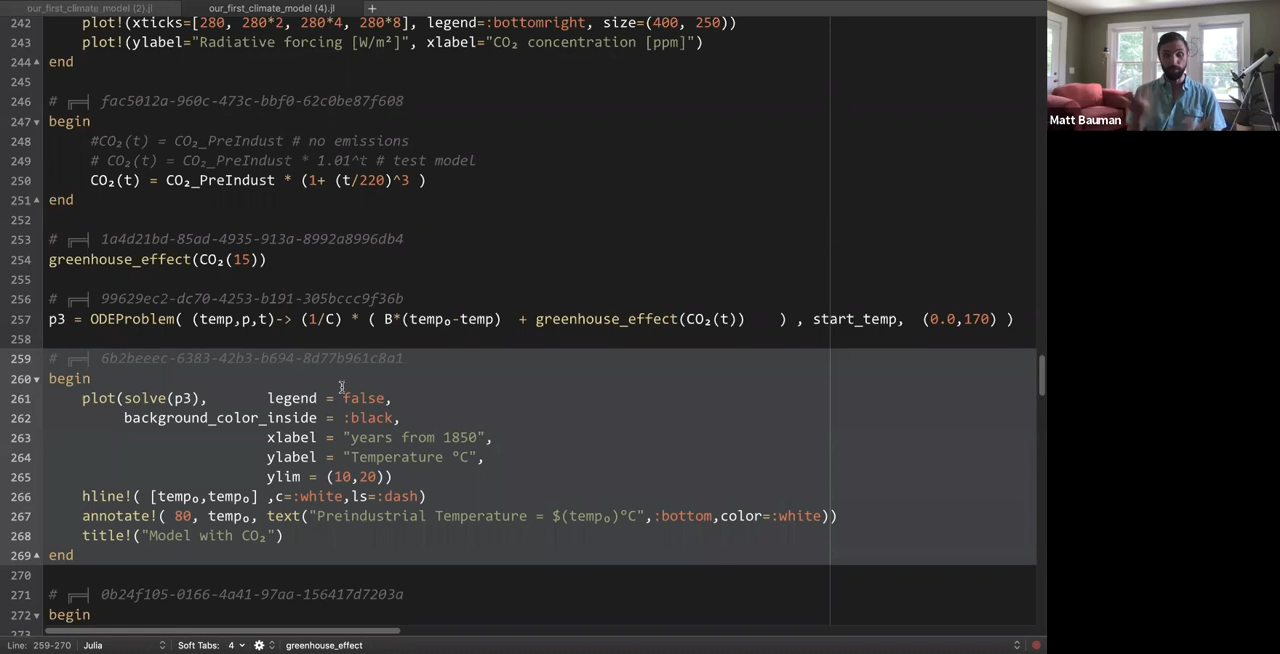 our_first_climate_model (2).jl
our_first_climate_model (4).jl
+
242 plot!(xticks=[280, 280*2, 280*4, 280*8], legend=:bottomright, size=(400, 250))
243 plot!(ylabel="Radiative forcing [W/m²]", xlabel="CO₂ concentration [ppm]")
244 end
245
246 # ╔═╡ fac5012a-960c-473c-bbf0-62c0be87f608
247 begin
248 #CO₂(t) = CO₂_PreIndust # no emissions
249 # CO₂(t) = CO₂_PreIndust * 1.01^t # test model
250 CO₂(t) = CO₂_PreIndust * (1+ (t/220)^3 )
251 end
252
253 # ╔═╡ 1a4d21bd-85ad-4935-913a-8992a8996db4
254 greenhouse_effect(CO₂(15))
255
256 # ╔═╡ 99629ec2-dc70-4253-b191-305bccc9f36b
257 p3 = ODEProblem( (temp,p,t)-> (1/C) * ( B*(temp₀-temp)  + greenhouse_effect(CO₂(t))    ) , start_temp,  (0.0,170) )
258
259 # ╔═╡ 6b2beeec-6383-42b3-b694-8d77b961c8a1
260 begin
261 plot(solve(p3),       legend = false,
262 background_color_inside = :black,
263 xlabel = "years from 1850",
264 ylabel = "Temperature °C",
265 ylim = (10,20))
266 hline!( [temp₀,temp₀] ,c=:white,ls=:dash)
267 annotate!( 80, temp₀, text("Preindustrial Temperature = $(temp₀)°C",:bottom,color=:white))
268 title!("Model with CO₂")
269 end
270
271 # ╔═╡ 0b24f105-0166-4a41-97aa-156417d7203a
272 begin
Line: 259-270 Julia Soft Tabs: 4 greenhouse_effect
Matt Bauman